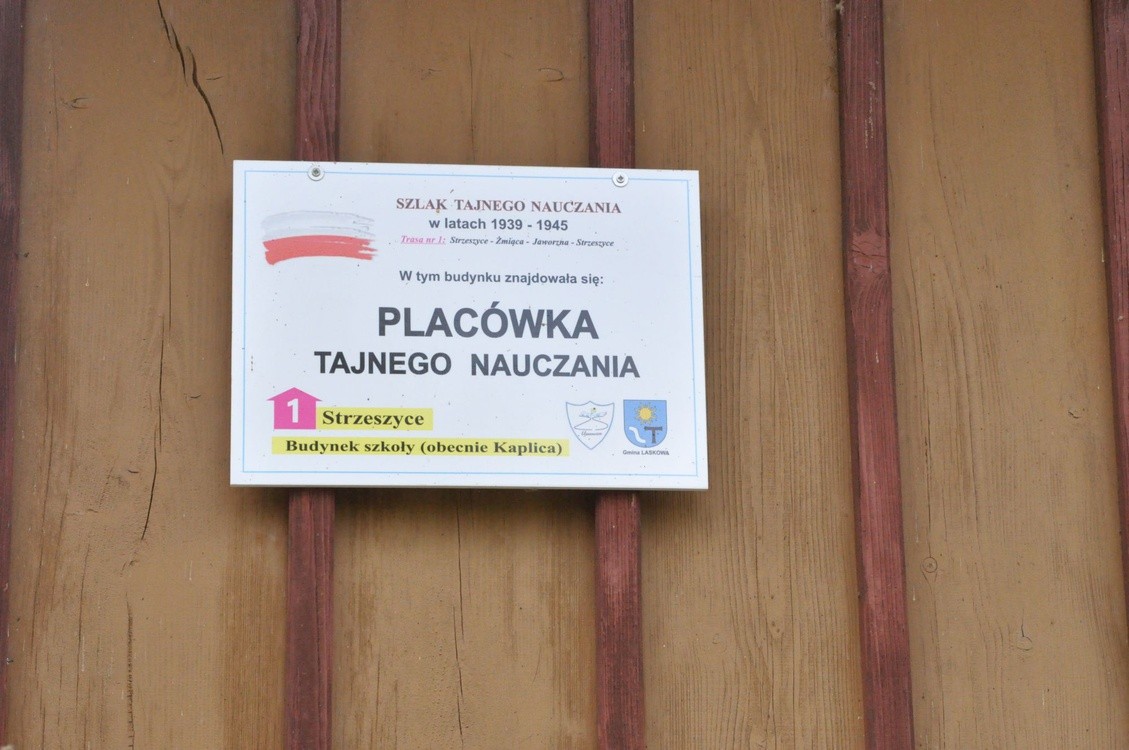 SZLAK TAJNEGO NAUCZANIA
w latach 1939 - 1945
Trasa nr 1: Strzeszyce - Żmiąca - Jaworzna - Strzeszyce
W tym budynku znajdowała się:
PLACÓWKA
TAJNEGO NAUCZANIA
1 Strzeszyce
Budynek szkoły (obecnie Kaplica)
Gmina LASKOWA